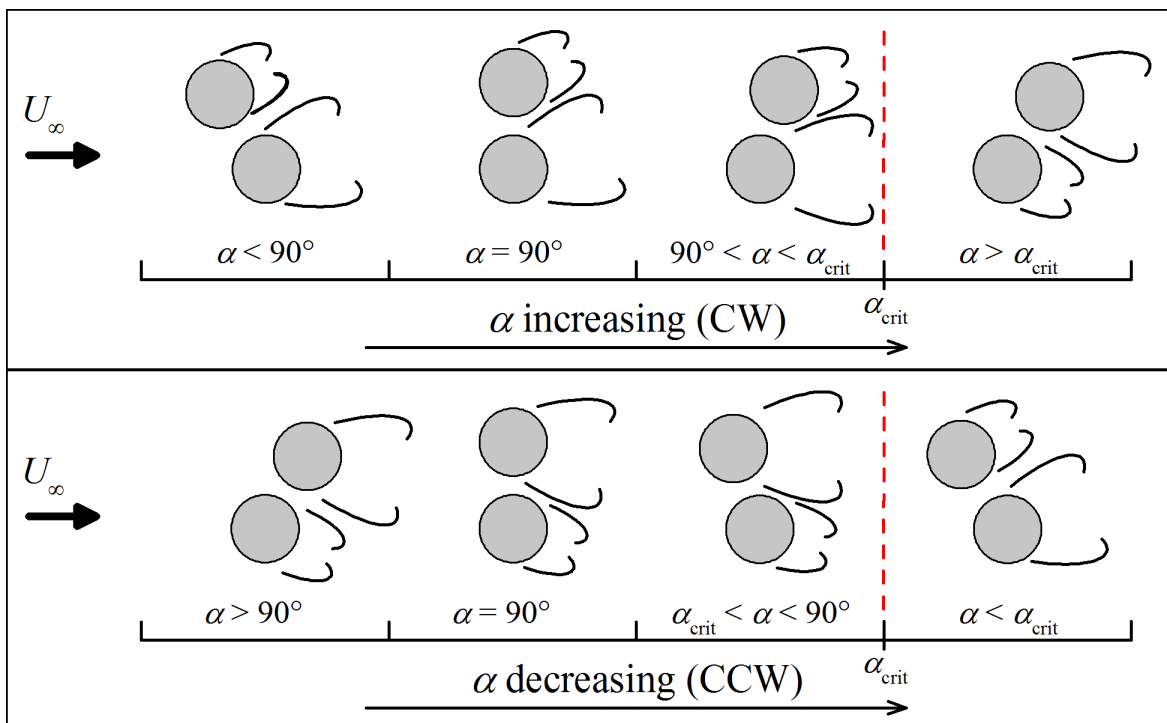 U∞
α < 90°
α = 90°
90° < α < αcrit
α > αcrit
αcrit
α increasing (CW)
U∞
α > 90°
α = 90°
αcrit < α < 90°
α < αcrit
αcrit
α decreasing (CCW)